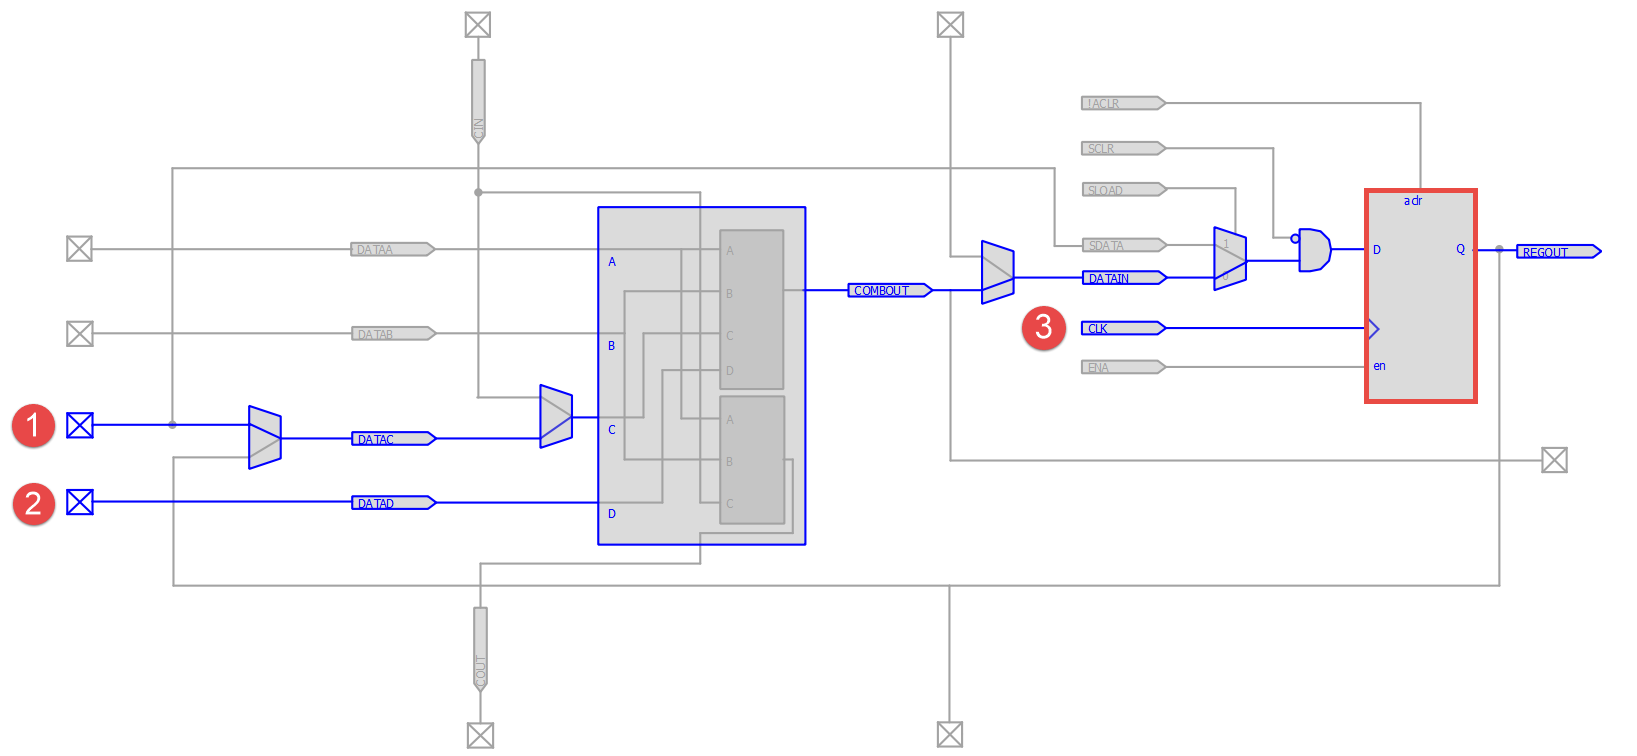 CIN
!ACLR
SCLR
SLOAD
adr
DATAA
A
A
SDATA
1
D
Q
REGOUT
DATAIN
0
B
COMBOUT
3
CLK
DATAB
B
C
ENA
en
D
1
DATAC
C
A
B
2
DATAD
D
C
COUT